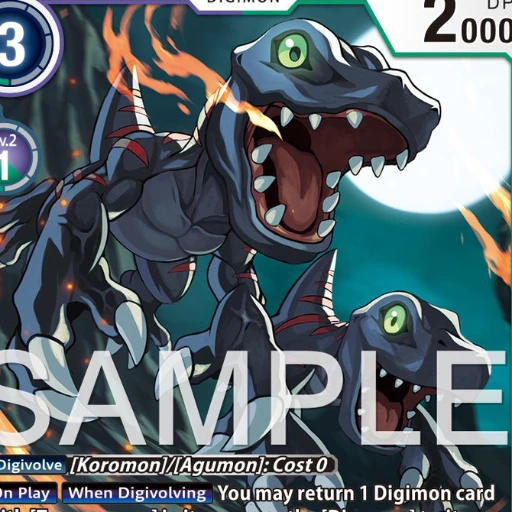 DIGIMON
3
DP
2000
v.2
1
SAMPLE
Digivolve [Koromon]/[Agumon]: Cost 0
On Play When Digivolving You may return 1 Digimon card